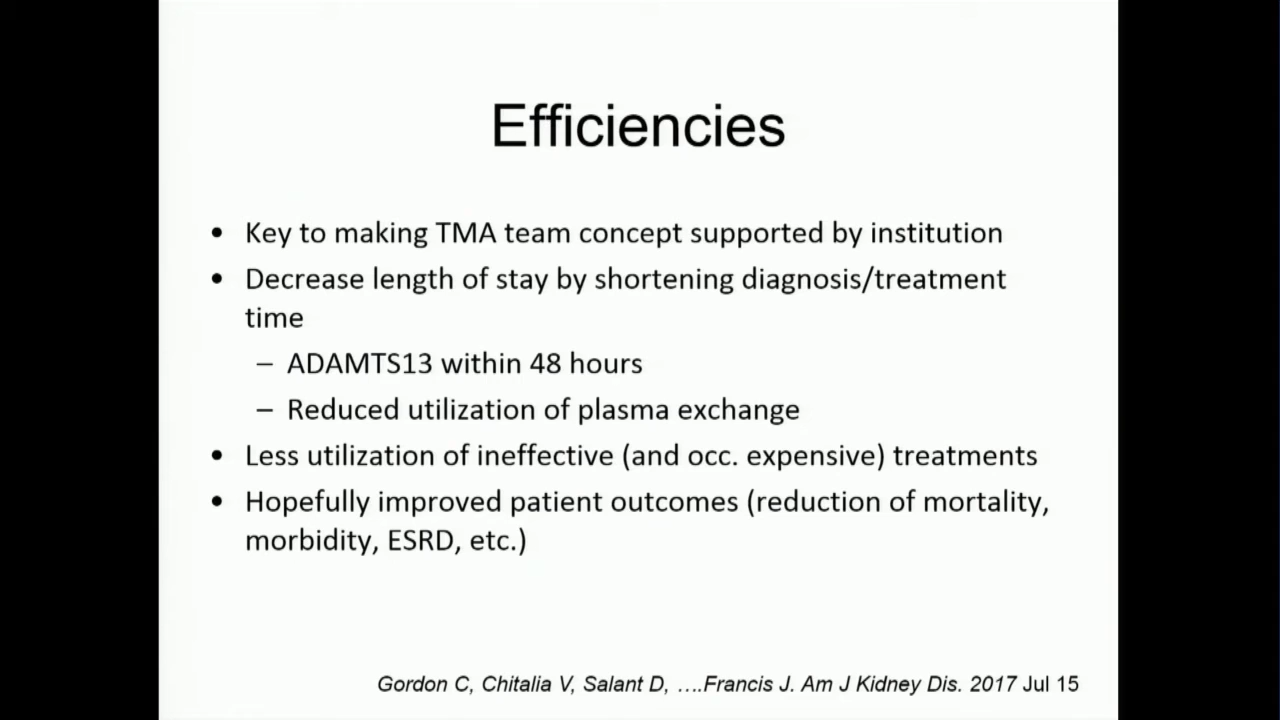 Efficiencies
• Key to making TMA team concept supported by institution
• Decrease length of stay by shortening diagnosis/treatment
time
– ADAMTS13 within 48 hours
– Reduced utilization of plasma exchange
• Less utilization of ineffective (and occ. expensive) treatments
• Hopefully improved patient outcomes (reduction of mortality,
morbidity, ESRD, etc.)
Gordon C, Chitalia V, Salant D, ….Francis J. Am J Kidney Dis. 2017 Jul 15